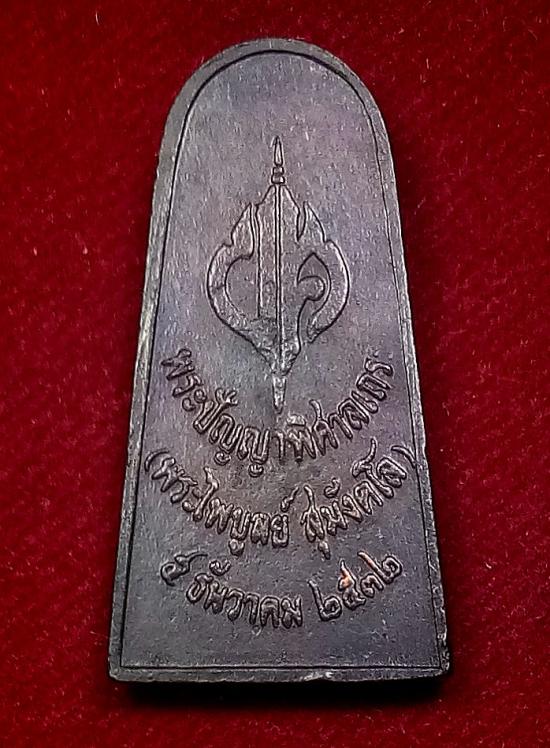 พระปัญญาพิศาลเถร
(พระไพบูลย์ สุมังคโล)
๕ ธันวาคม ๒๕๓๒